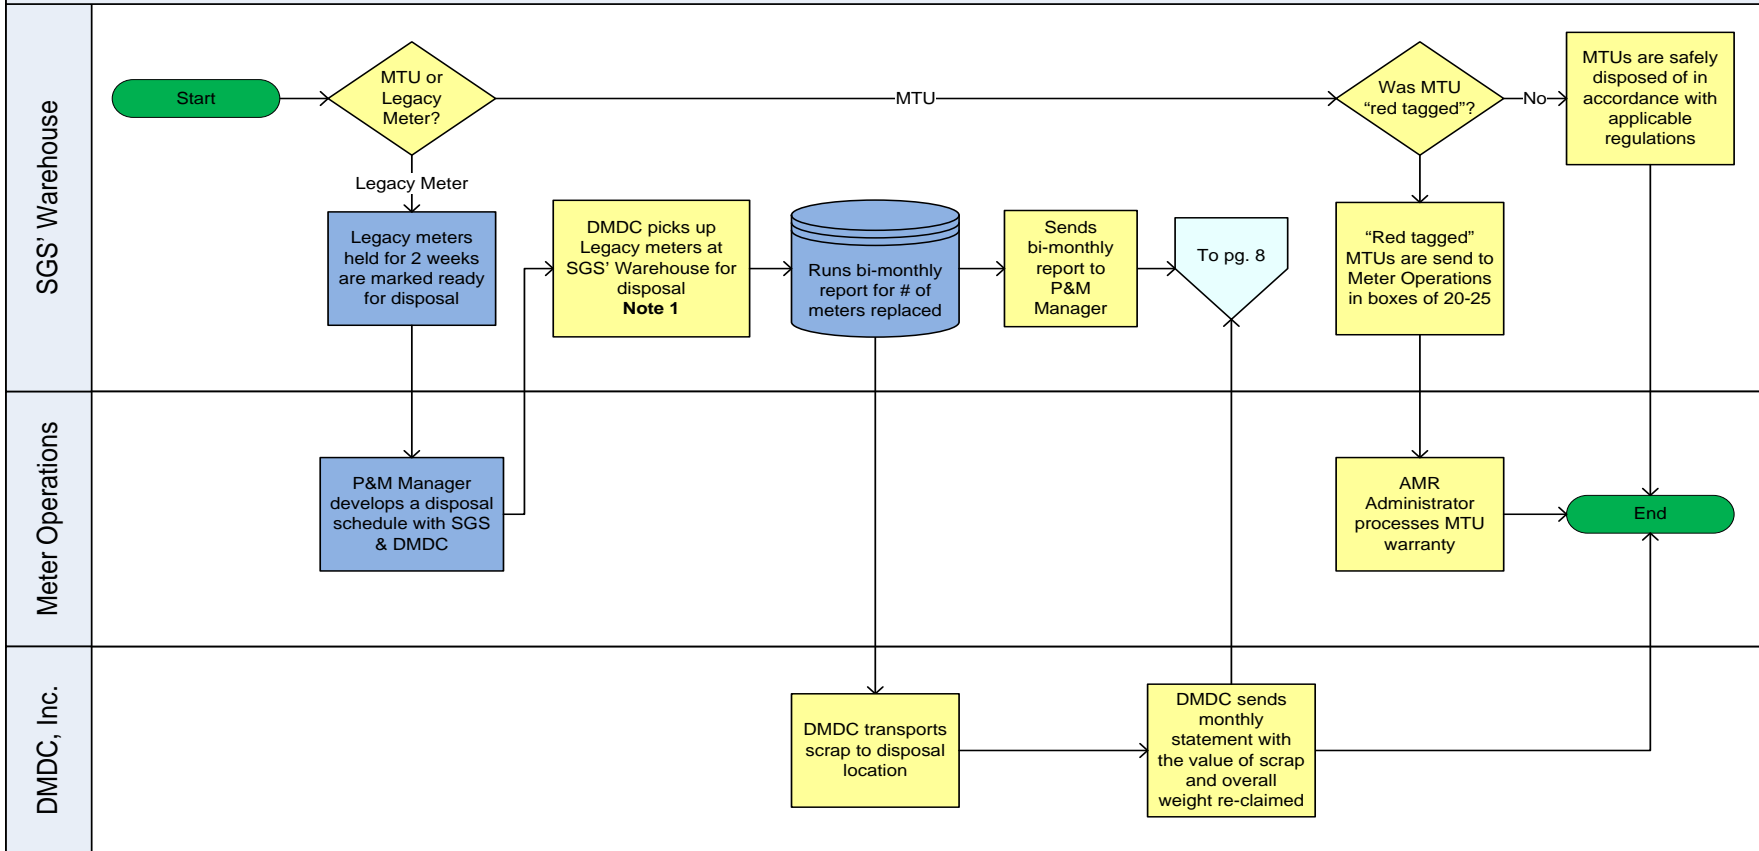 SGS' Warehouse
Start
MTU or
Legacy
Meter?
MTU
Was MTU
“red tagged”?
No
MTUs are safely
disposed of in
accordance with
applicable
regulations
Legacy Meter
Legacy meters
held for 2 weeks
are marked ready
for disposal
DMDC picks up
Legacy meters at
SGS' Warehouse for
disposal
Note 1
Runs bi-monthly
report for # of
meters replaced
Sends
bi-monthly
report to
P&M
Manager
To pg. 8
“Red tagged”
MTUs are send to
Meter Operations
in boxes of 20-25
Meter Operations
P&M Manager
develops a disposal
schedule with SGS
& DMDC
AMR
Administrator
processes MTU
warranty
End
DMDC, Inc.
DMDC transports
scrap to disposal
location
DMDC sends
monthly
statement with
the value of scrap
and overall
weight re-claimed